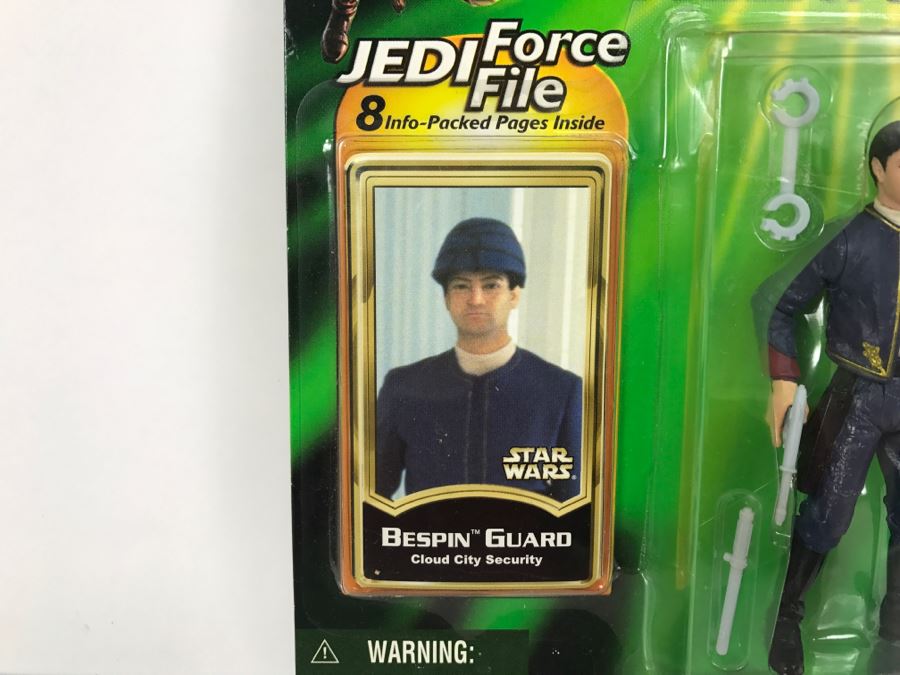 JEDI Force
File
8 Info-Packed Pages Inside
STAR
WARS®
BESPIN™ GUARD
Cloud City Security
WARNING: